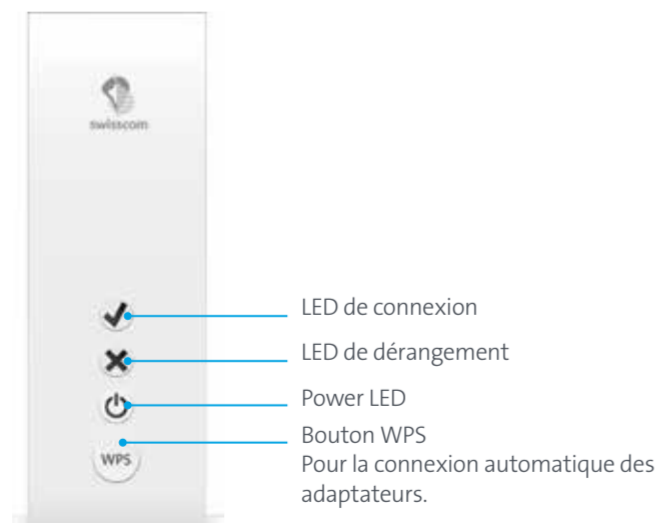 swisscom
LED de connexion
LED de dérangement
Power LED
Bouton WPS
WPS
Pour la connexion automatique des
adaptateurs.